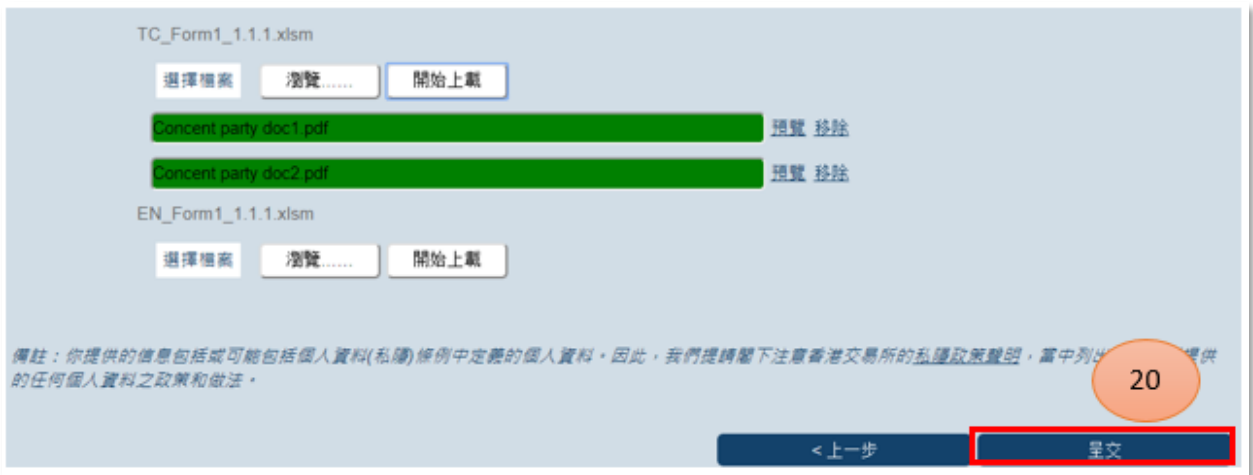 TC_Form1_1.1.1.xlsm
選擇檔案 瀏覽...... 開始上載
Concent party doc1.pdf 預覽 移除
Concent party doc2.pdf 預覽 移除
EN_Form1_1.1.1.xlsm
選擇檔案 瀏覽...... 開始上載
備註：你提供的信息包括或可能包括個人資料(私隱)條例中定義的個人資料。因此，我們提請閣下注意香港交易所的私隱政策聲明，當中列出 提供
的任何個人資料之政策和做法。
20
<上一步 呈交